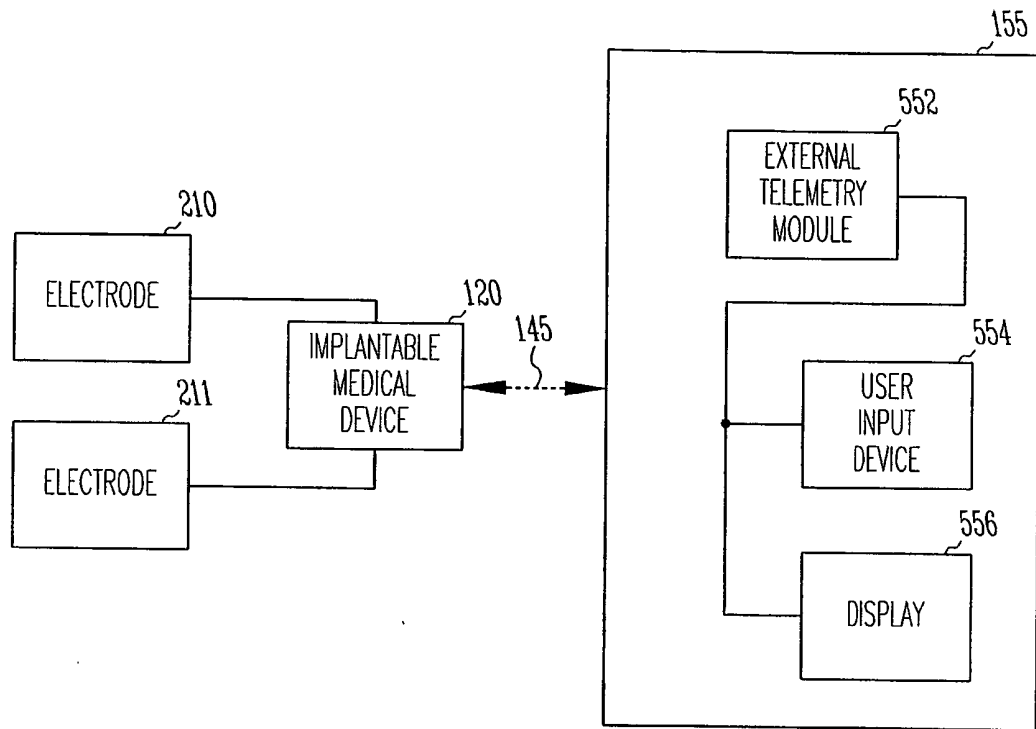 155
552
EXTERNAL
TELEMETRY
MODULE
210
ELECTRODE
120
IMPLANTABLE
MEDICAL
DEVICE
145
554
USER
INPUT
DEVICE
211
ELECTRODE
556
DISPLAY